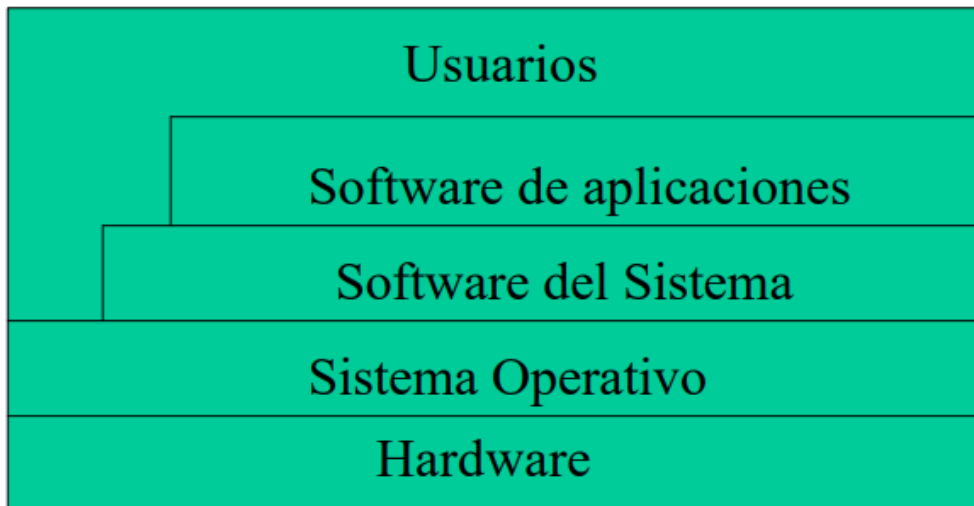 Usuarios
Software de aplicaciones
Software del Sistema
Sistema Operativo
Hardware